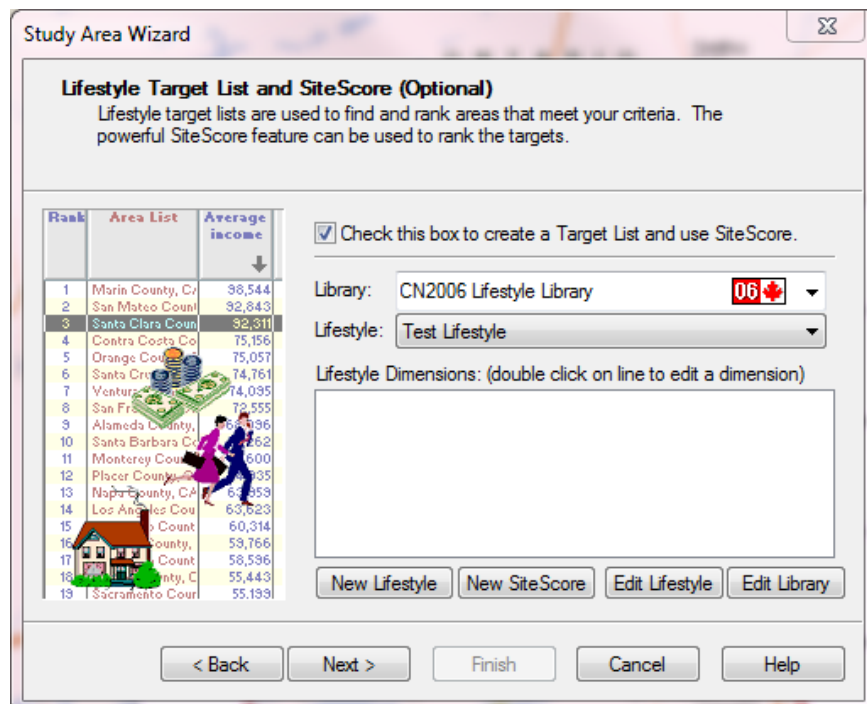 Study Area Wizard
Lifestyle Target List and SiteScore (Optional)
Lifestyle target lists are used to find and rank areas that meet your criteria. The
powerful SiteScore feature can be used to rank the targets.
Rank Area List Average
income
1 Marin County, CA 98,544
2 San Mateo Count 92,843
3 Santa Clara Coun 92,311
4 Contra Costa Co 75,156
5 Orange 75,057
6 Santa 74,761
7 74,095
8 San 72,555
9 Alameda
10 Santa Barbara Co
11 Monterey 600
12 Placer County,
13 Napa County, CA
14 Los Angeles Cou 63,623
15 Count 60,314
16 ounty, 59,766
17 Count 58,596
18 nty, C 55,443
19 Sacramento Cour 55,199
Check this box to create a Target List and use SiteScore.
Library: CN2006 Lifestyle Library 06
Lifestyle: Test Lifestyle
Lifestyle Dimensions: (double click on line to edit a dimension)
New Lifestyle New SiteScore Edit Lifestyle Edit Library
< Back Next > Finish Cancel Help